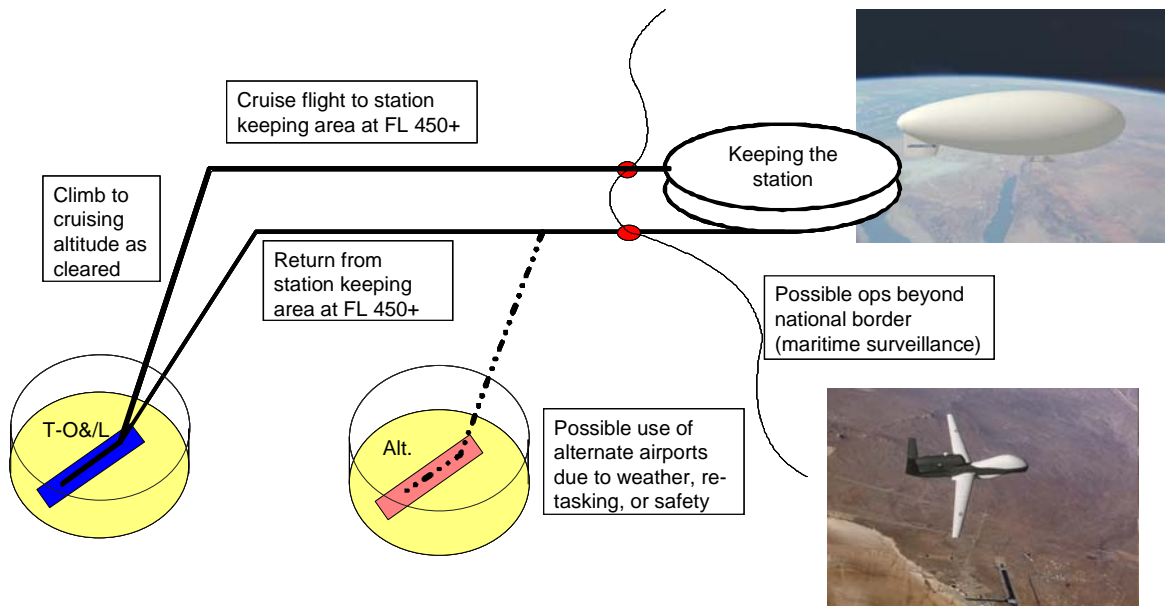 Cruise flight to station
keeping area at FL 450+
Keeping the
station
Climb to
cruising
altitude as
cleared
Return from
station keeping
area at FL 450+
Possible ops beyond
national border
(maritime surveillance)
T-O&/L
Alt.
Possible use of
alternate airports
due to weather, re-
tasking, or safety